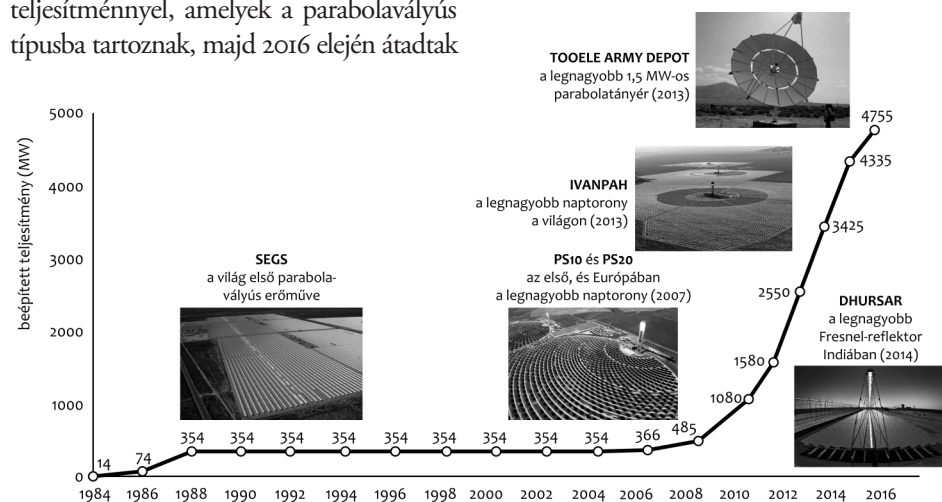 teljesítménnyel, amelyek a parabolavályús
típusba tartoznak, majd 2016 elején átadtak
TOOELE ARMY DEPOT
a legnagyobb 1,5 MW-os
parabolatányér (2013)
IVANPAH
a legnagyobb naptorony
a világon (2013)
SEGS
a világ első parabola-
vályús erőműve
PS10 és PS20
az első, és Európában
a legnagyobb naptorony (2007)
DHURSAR
a legnagyobb
Fresnel-reflektor
Indiában (2014)
beépített teljesítmény (MW)
5000
4000
3000
2000
1000
0
14
74
354
354
354
354
354
354
354
354
354
366
485
1080
1580
2550
3425
4335
4755
1984 1986 1988 1990 1992 1994 1996 1998 2000 2002 2004 2006 2008 2010 2012 2014 2016